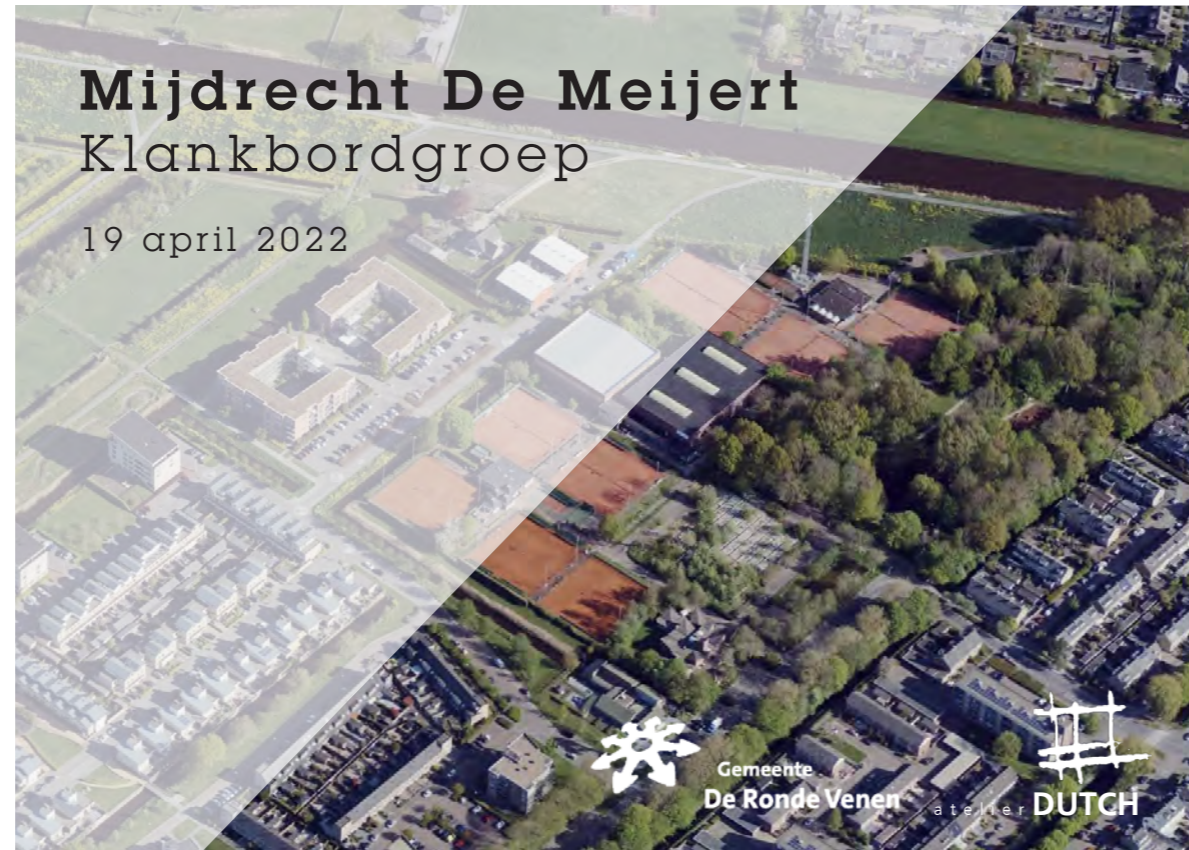 Mijdrecht De Meijert
Klankbordgroep
19 april 2022
Gemeente
De Ronde Venen
atelier DUTCH